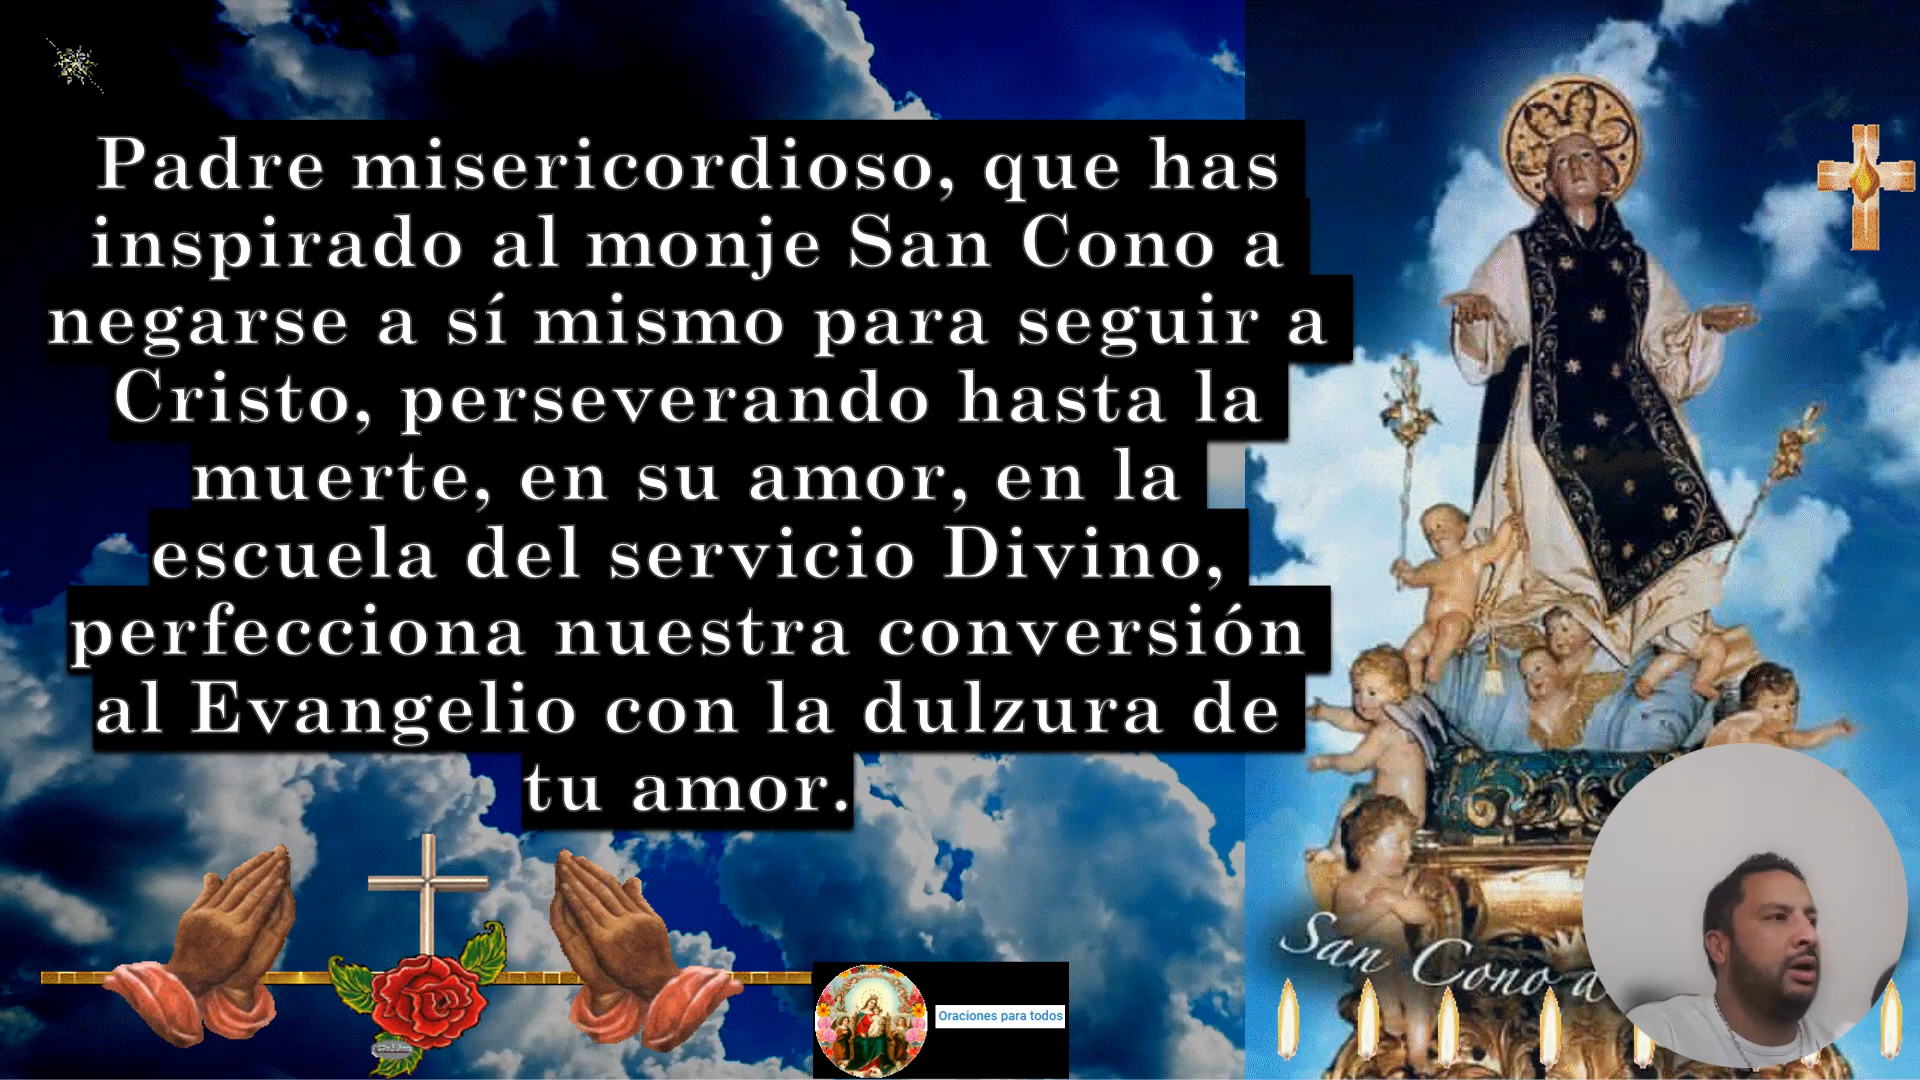 Padre misericordioso, que has
inspirado al monje San Cono a
negarse a sí mismo para seguir a
Cristo, perseverando hasta la
muerte, en su amor, en la
escuela del servicio Divino,
perfecciona nuestra conversión
al Evangelio con la dulzura de
tu amor.
San Cono
Oraciones para todos